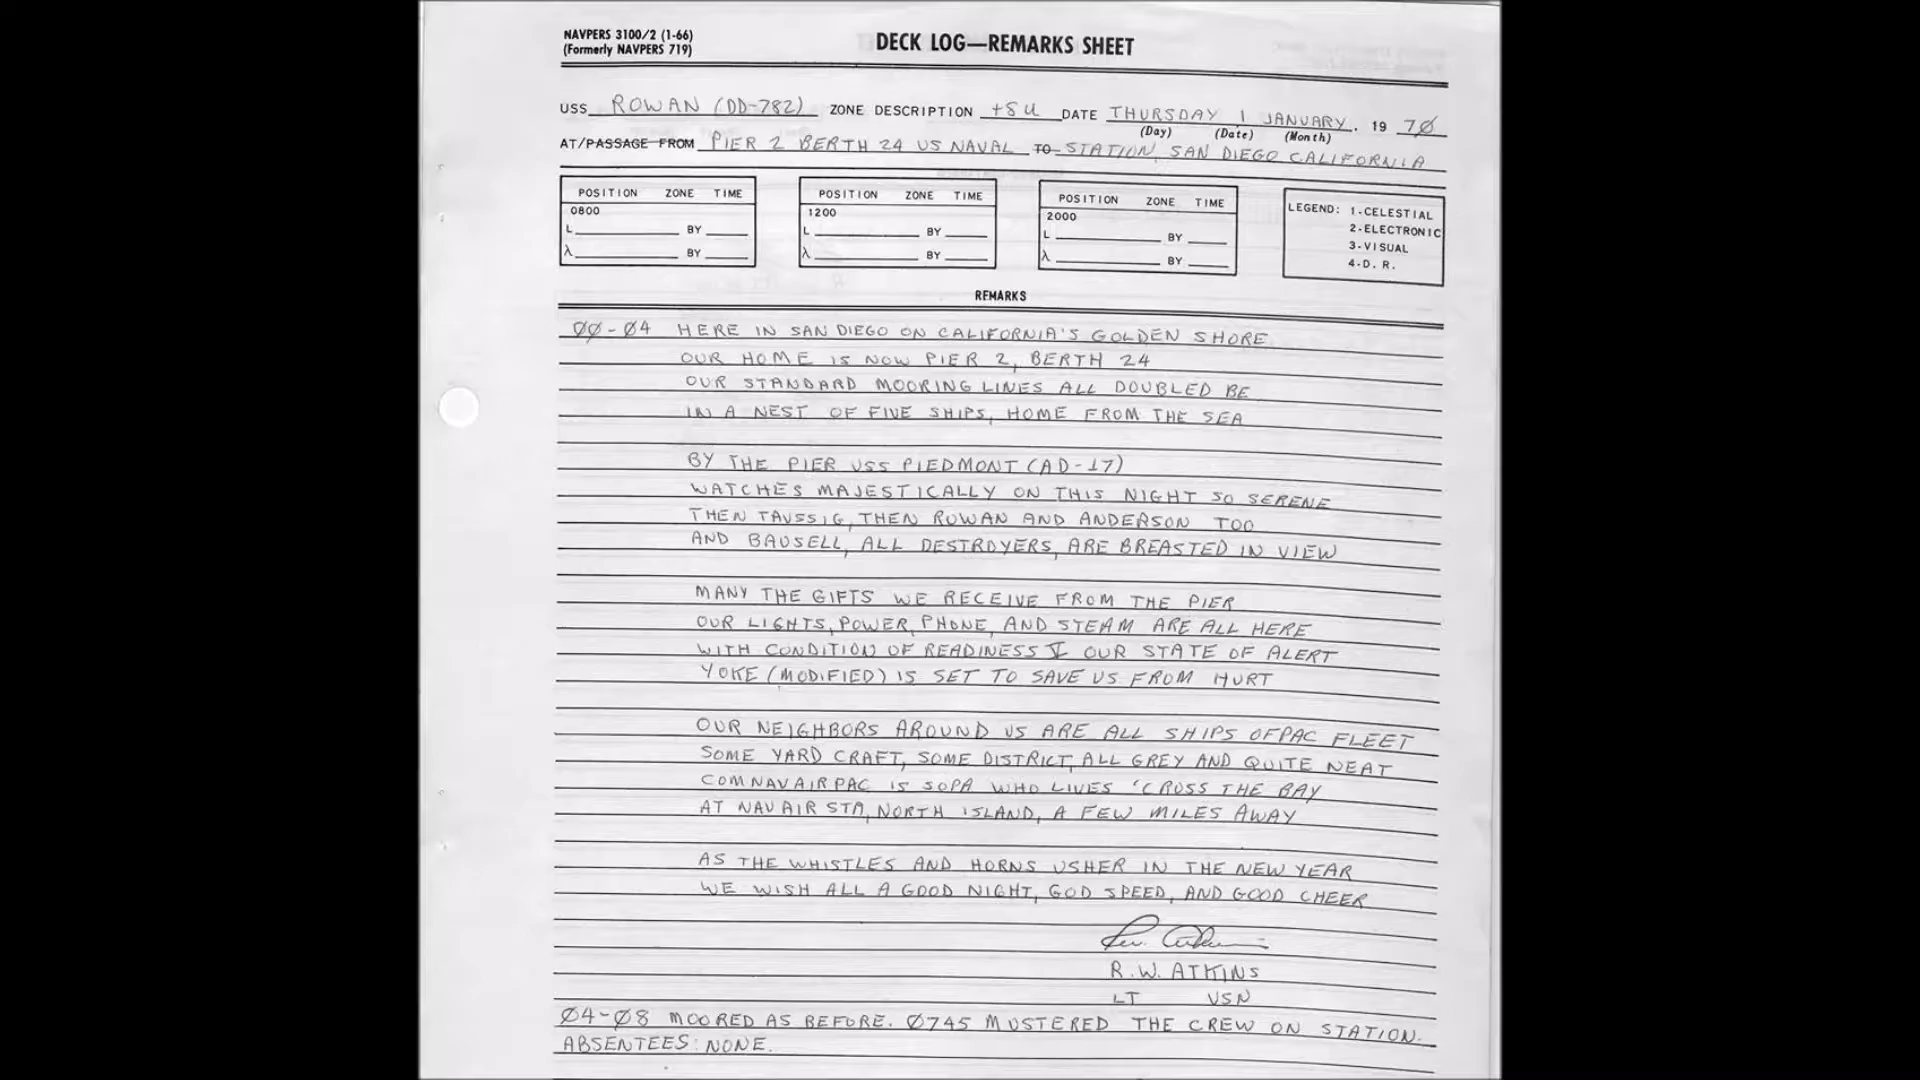 NAVPERS 3100/2 (1-66)
(Formerly NAVPERS 719)
DECK LOG—REMARKS SHEET
USS ROWAN (DD-782) ZONE DESCRIPTION +8U DATE THURSDAY 1 JANUARY. 19 70
(Day) (Date) (Month)
AT/PASSAGE FROM PIER 2 BERTH 24 US NAVAL TO STATION, SAN DIEGO CALIFORNIA
POSITION ZONE TIME
0800
L BY
λ BY
POSITION ZONE TIME
1200
L BY
λ BY
POSITION ZONE TIME
2000
L BY
λ BY
LEGEND: 1-CELESTIAL
2-ELECTRONIC
3-VISUAL
4-D. R.
REMARKS
00-04 HERE IN SAN DIEGO ON CALIFORNIA'S GOLDEN SHORE
OUR HOME IS NOW PIER 2, BERTH 24
OUR STANDARD MOORING LINES ALL DOUBLED BE
IN A NEST OF FIVE SHIPS, HOME FROM THE SEA
BY THE PIER USS PIEDMONT (AD-17)
WATCHES MAJESTICALLY ON THIS NIGHT SO SERENE
THEN TAUSSIG, THEN ROWAN AND ANDERSON TOO
AND BAUSELL, ALL DESTROYERS, ARE BREASTED IN VIEW
MANY THE GIFTS WE RECEIVE FROM THE PIER
OUR LIGHTS, POWER, PHONE, AND STEAM ARE ALL HERE
WITH CONDITION OF READINESS V OUR STATE OF ALERT
YOKE (MODIFIED) IS SET TO SAVE US FROM HURT
OUR NEIGHBORS AROUND US ARE ALL SHIPS OF PAC FLEET
SOME YARD CRAFT, SOME DISTRICT, ALL GREY AND QUITE NEAT
COMNAVAIRPAC IS SOPA WHO LIVES 'CROSS THE BAY
AT NAV AIR STA, NORTH ISLAND, A FEW MILES AWAY
AS THE WHISTLES AND HORNS USHER IN THE NEW YEAR
WE WISH ALL A GOOD NIGHT, GOD SPEED, AND GOOD CHEER
R.W. ATKINS
LT USN
04-08 MOORED AS BEFORE. 0745 MUSTERED THE CREW ON STATION.
ABSENTEES: NONE.